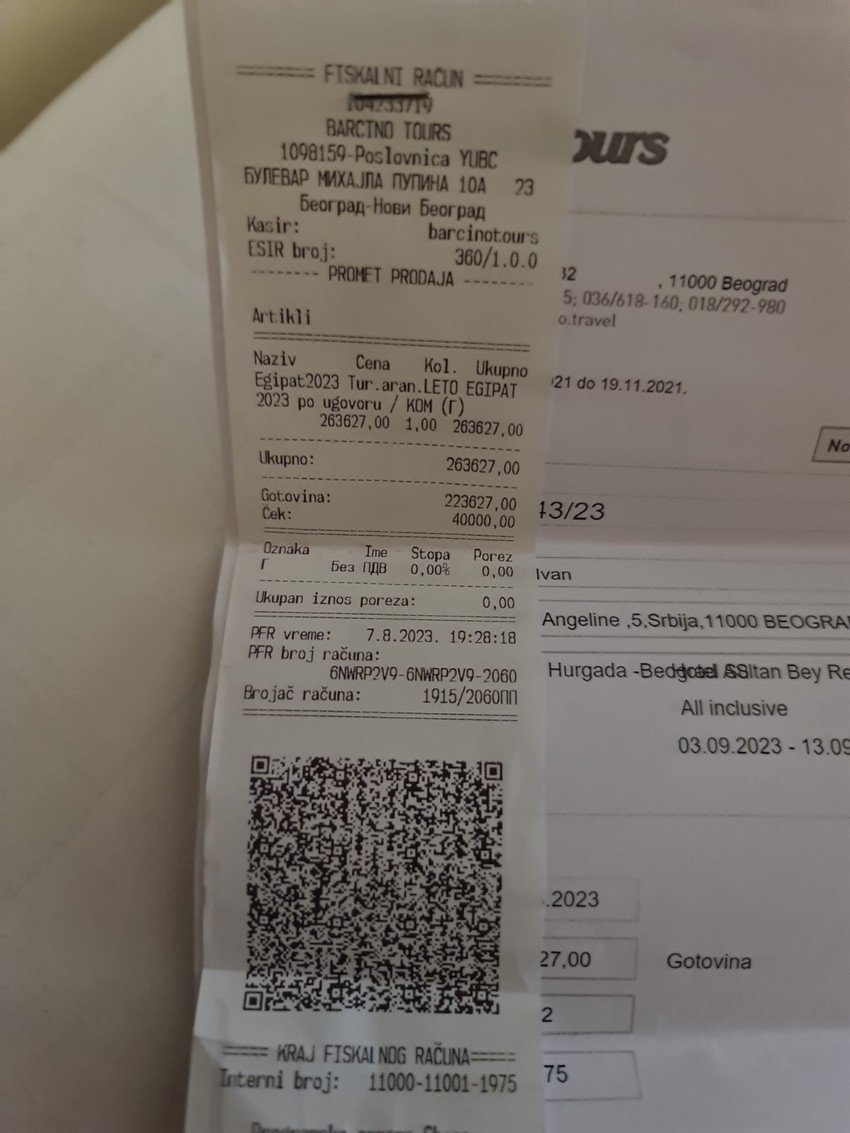 ======== FISKALNI RAČUN ========
BARCINO TOURS
1098159-Poslovnica YUBC
БУЛЕВАР МИХАЈЛА ПУПИНА 10А 23
Београд-Нови Београд
Kasir: barcinotours
ESIR broj: 360/1.0.0
-------- PROMET PRODAJA --------
Artikli
Naziv Cena Kol. Ukupno
Egipat2023 Tur.aran.LETO EGIPAT
2023 po ugovoru / KOM (Г)
263627,00 1,00 263627,00
Ukupno: 263627,00
Gotovina: 223627,00
Ček: 40000,00
Oznaka Ime Stopa Porez
Г Без ПДВ 0,00% 0,00
Ukupan iznos poreza: 0,00
PFR vreme: 7.8.2023. 19:28:18
PFR broj računa:
6NWRP2V9-6NWRP2V9-2060
Brojač računa: 1915/2060ПП
===== KRAJ FISKALNOG RAČUNA=====
Interni broj: 11000-11001-1975
ours
, 11000 Beograd
5; 036/618-160, 018/292-980
o.travel
21 do 19.11.2021.
No
43/23
Ivan
Angeline ,5,Srbija,11000 BEOGRA
Hurgada -Beograd Sultan Bey Re
All inclusive
03.09.2023 - 13.09
.2023
27,00 Gotovina
2
75